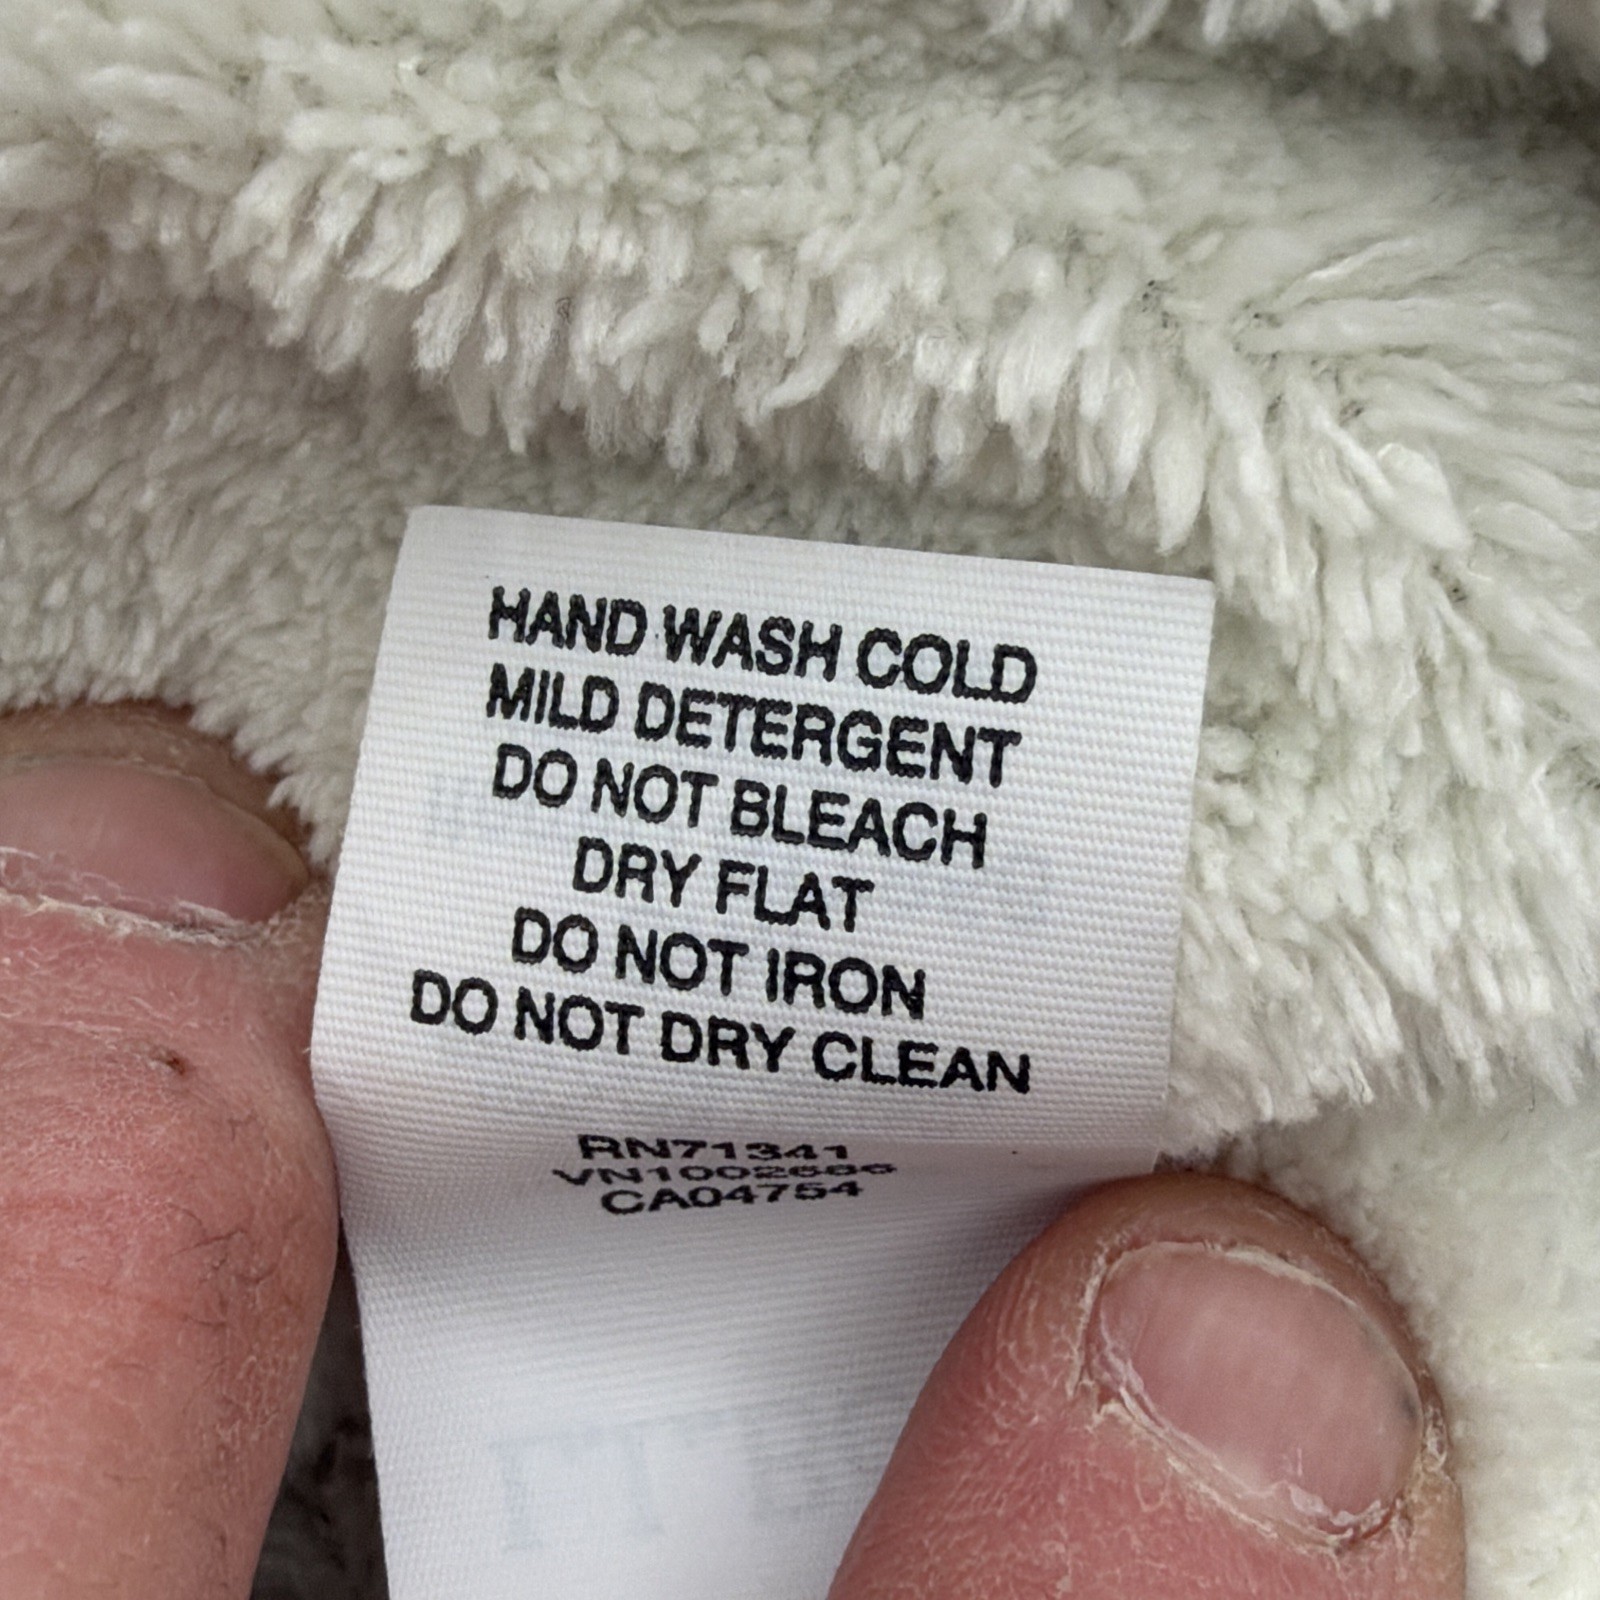 HAND WASH COLD
MILD DETERGENT
DO NOT BLEACH
DRY FLAT
DO NOT IRON
DO NOT DRY CLEAN
RN71341
CA04754